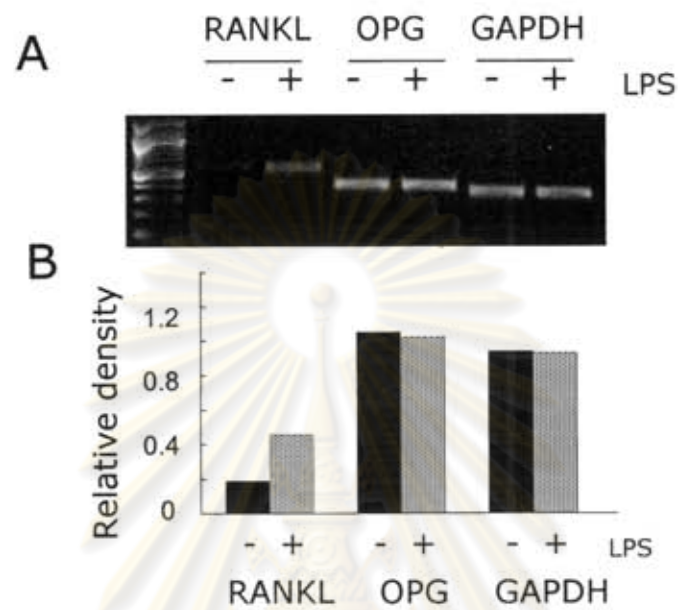 A
RANKL OPG GAPDH
- + - + - + LPS
B
Relative density
1.2
0.8
0.4
0
- + - + - + LPS
RANKL OPG GAPDH